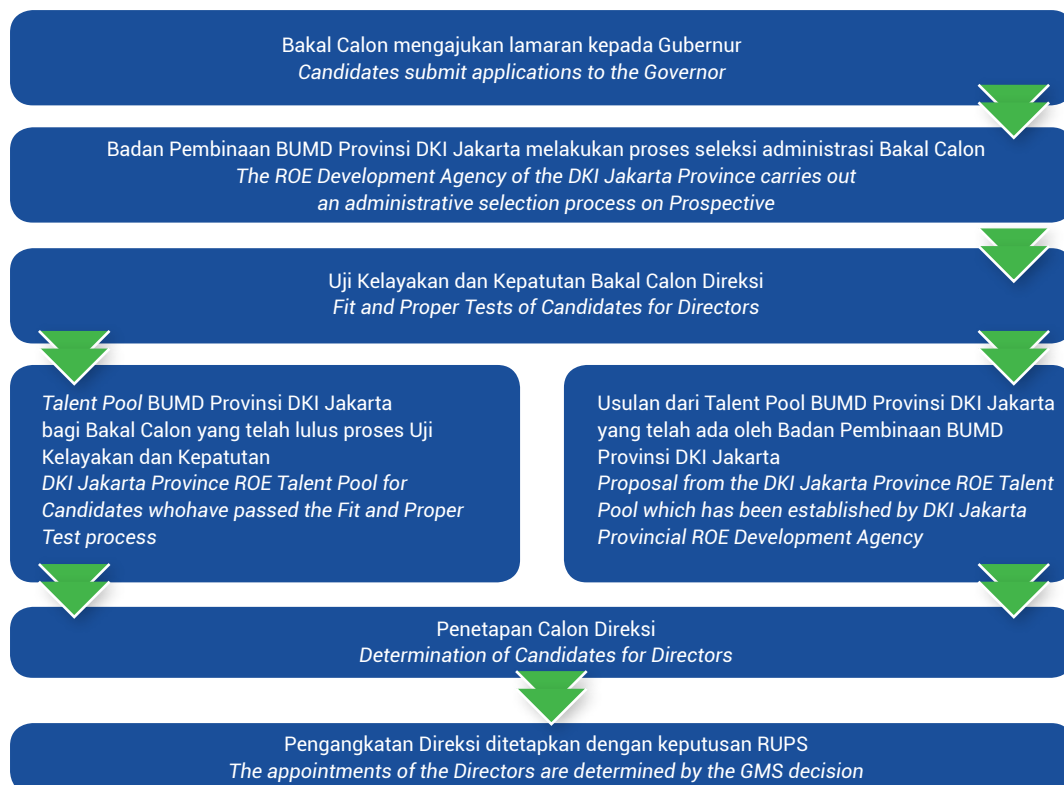 Bakal Calon mengajukan lamaran kepada Gubernur
Candidates submit applications to the Governor
Badan Pembinaan BUMD Provinsi DKI Jakarta melakukan proses seleksi administrasi Bakal Calon
The ROE Development Agency of the DKI Jakarta Province carries out
an administrative selection process on Prospective
Uji Kelayakan dan Kepatutan Bakal Calon Direksi
Fit and Proper Tests of Candidates for Directors
Talent Pool BUMD Provinsi DKI Jakarta
bagi Bakal Calon yang telah lulus proses Uji
Kelayakan dan Kepatutan
DKI Jakarta Province ROE Talent Pool for
Candidates whohave passed the Fit and Proper
Test process
Usulan dari Talent Pool BUMD Provinsi DKI Jakarta
yang telah ada oleh Badan Pembinaan BUMD
Provinsi DKI Jakarta
Proposal from the DKI Jakarta Province ROE Talent
Pool which has been established by DKI Jakarta
Provincial ROE Development Agency
Penetapan Calon Direksi
Determination of Candidates for Directors
Pengangkatan Direksi ditetapkan dengan keputusan RUPS
The appointments of the Directors are determined by the GMS decision